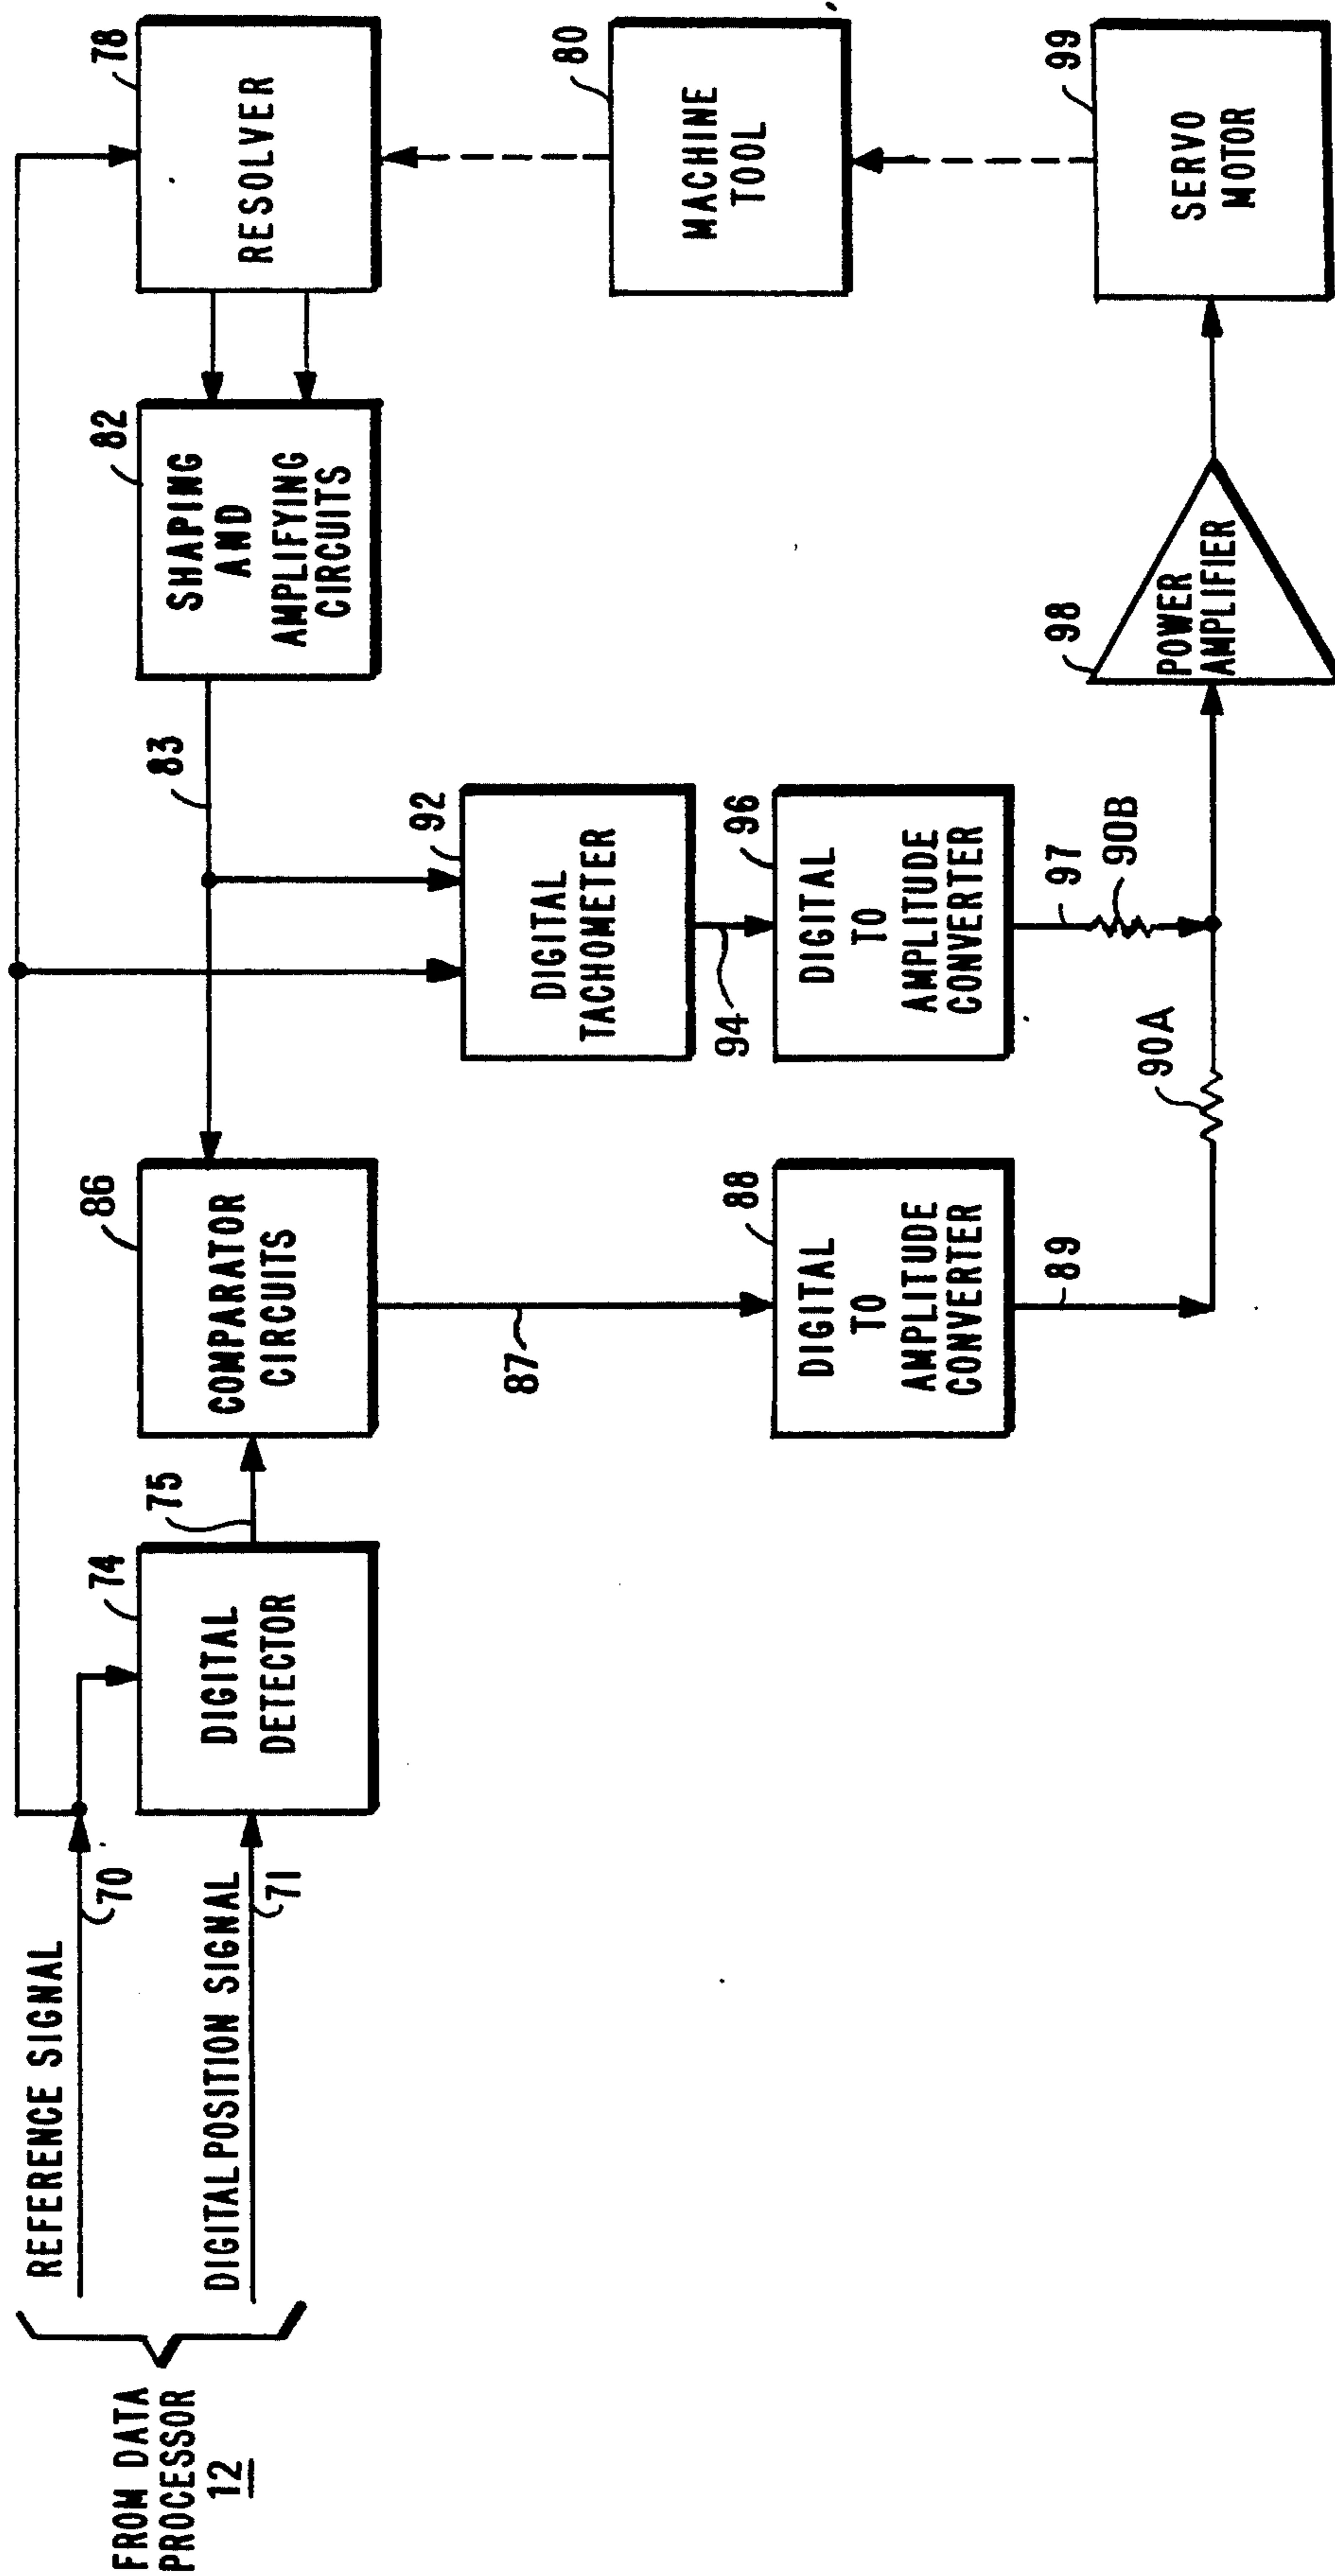 FROM DATA
PROCESSOR
12
REFERENCE SIGNAL
70
DIGITAL POSITION SIGNAL
71
74
DIGITAL
DETECTOR
75
86
COMPARATOR
CIRCUITS
83
82
SHAPING
AND
AMPLIFYING
CIRCUITS
78
RESOLVER
87
92
DIGITAL
TACHOMETER
94
80
MACHINE
TOOL
88
DIGITAL
TO
AMPLITUDE
CONVERTER
89
96
DIGITAL
TO
AMPLITUDE
CONVERTER
97
90B
90A
98
POWER
AMPLIFIER
99
SERVO
MOTOR